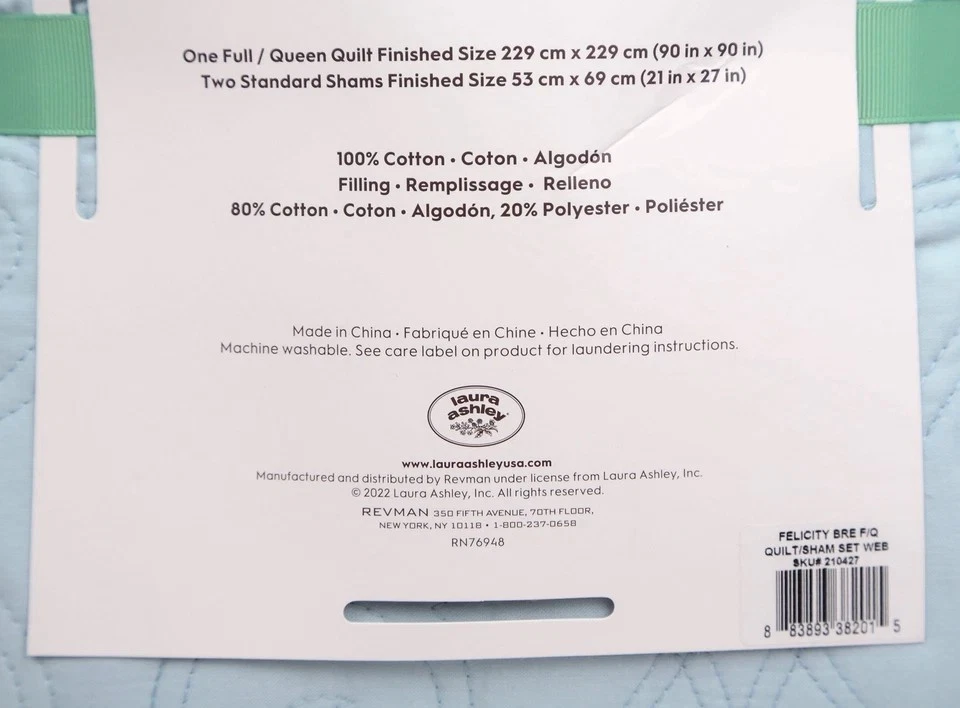 One Full / Queen Quilt Finished Size 229 cm x 229 cm (90 in x 90 in)
Two Standard Shams Finished Size 53 cm x 69 cm (21 in x 27 in)
100% Cotton • Coton • Algodón
Filling • Remplissage • Relleno
80% Cotton • Coton • Algodón, 20% Polyester • Poliéster
Made in China • Fabriqué en Chine • Hecho en China
Machine washable. See care label on product for laundering instructions.
laura
ashley
www.lauraashleyusa.com
Manufactured and distributed by Revman under license from Laura Ashley, Inc.
© 2022 Laura Ashley, Inc. All rights reserved.
REVMAN 350 FIFTH AVENUE, 70TH FLOOR,
NEW YORK, NY 10118 • 1-800-237-0658
RN76948
FELICITY BRE F/Q
QUILT/SHAM SET WEB
SKU# 210427
8 83893 38201 5